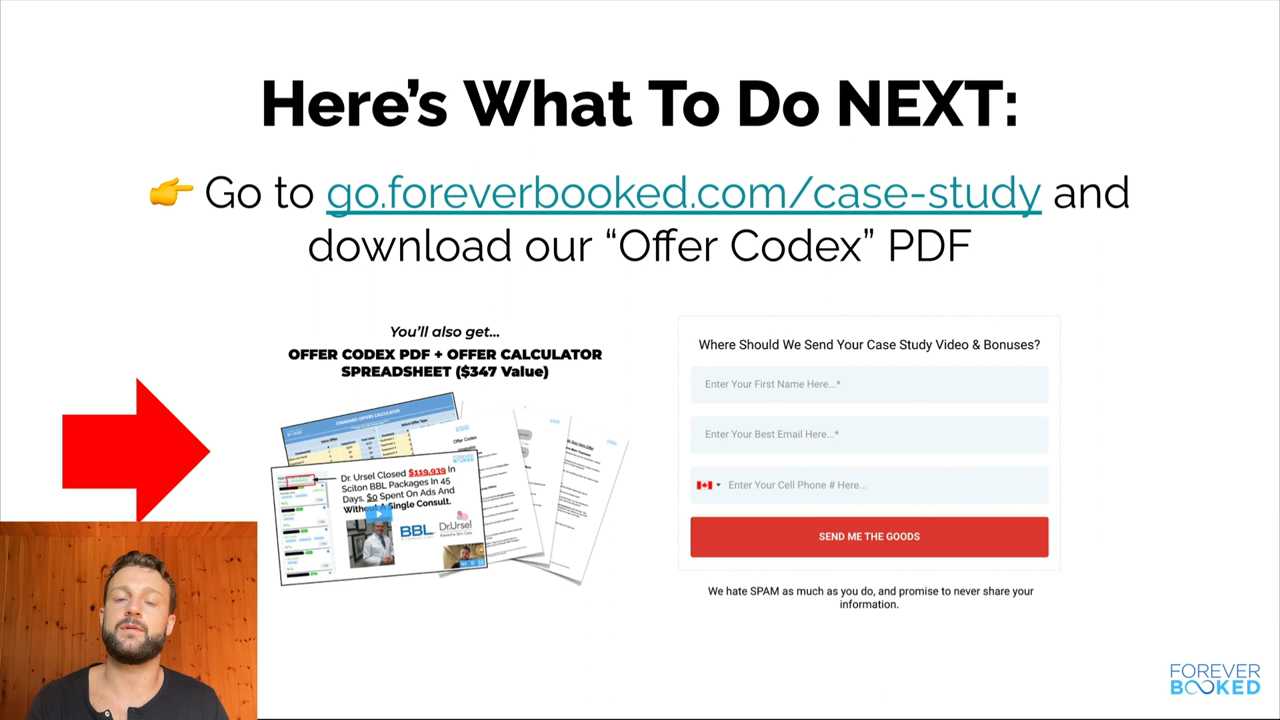 Here’s What To Do NEXT:
👉 Go to go.foreverbooked.com/case-study and
download our “Offer Codex” PDF
You’ll also get...
OFFER CODEX PDF + OFFER CALCULATOR
SPREADSHEET ($347 Value)
STANDARD OFFERS CALCULATOR
Offer Codex
Dr. Ursel Closed $119,939 In
Sciton BBL Packages In 45
Days. $0 Spent On Ads And
Without A Single Consult.
BBL
Dr.Ursel
Where Should We Send Your Case Study Video & Bonuses?
Enter Your First Name Here...*
Enter Your Best Email Here...*
Enter Your Cell Phone # Here...
SEND ME THE GOODS
We hate SPAM as much as you do, and promise to never share your
information.
FOREVER
BOOKED